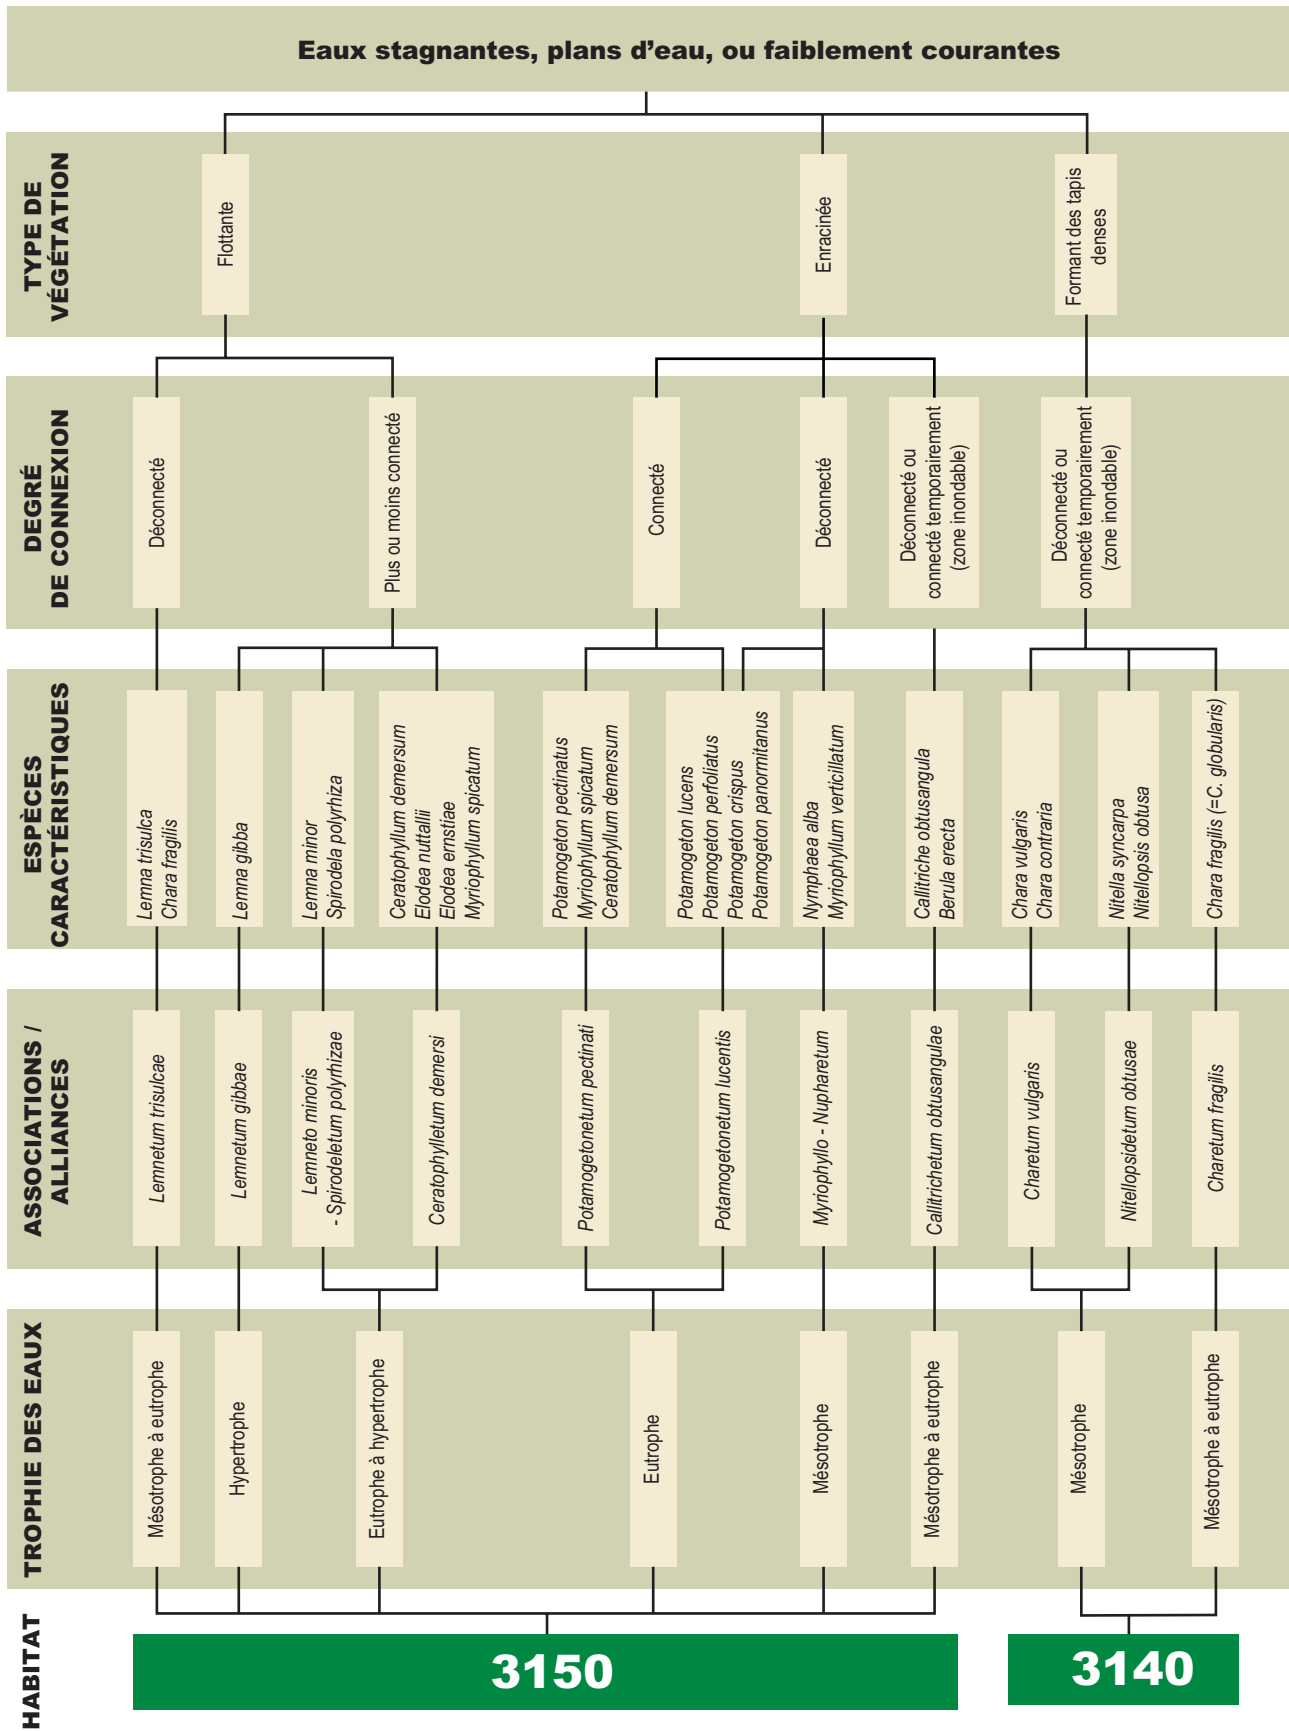 Eaux stagnantes, plans d'eau, ou faiblement courantes
TYPE DE
VÉGÉTATION
Flottante
Enracinée
Formant des tapis
denses
DEGRÉ
DE CONNEXION
Déconnecté
Plus ou moins connecté
Connecté
Déconnecté
Déconnecté ou
connecté temporairement
(zone inondable)
Déconnecté ou
connecté temporairement
(zone inondable)
ESPÈCES
CARACTÉRISTIQUES
Lemna trisulca
Chara fragilis
Lemna gibba
Lemna minor
Spirodela polyrhiza
Ceratophyllum demersum
Elodea nuttallii
Elodea ernstiae
Myriophyllum spicatum
Potamogeton pectinatus
Myriophyllum spicatum
Ceratophyllum demersum
Potamogeton lucens
Potamogeton perfoliatus
Potamogeton crispus
Potamogeton panormitanus
Nymphaea alba
Myriophyllum verticillatum
Callitriche obtusangula
Berula erecta
Chara vulgaris
Chara contraria
Nitella syncarpa
Nitellopsis obtusa
Chara fragilis (=C. globularis)
ASSOCIATIONS /
ALLIANCES
Lemnetum trisulcae
Lemnetum gibbae
Lemneto minoris
- Spirodeletum polyrhizae
Ceratophylletum demersi
Potamogetonetum pectinati
Potamogetonetum lucentis
Myriophyllo - Nupharetum
Callitrichetum obtusangulae
Charetum vulgaris
Nitellopsidetum obtusae
Charetum fragilis
TROPHIE DES EAUX
Mésotrophe à eutrophe
Hypertrophe
Eutrophe à hypertrophe
Eutrophe
Mésotrophe
Mésotrophe à eutrophe
Mésotrophe
Mésotrophe à eutrophe
HABITAT
3150
3140